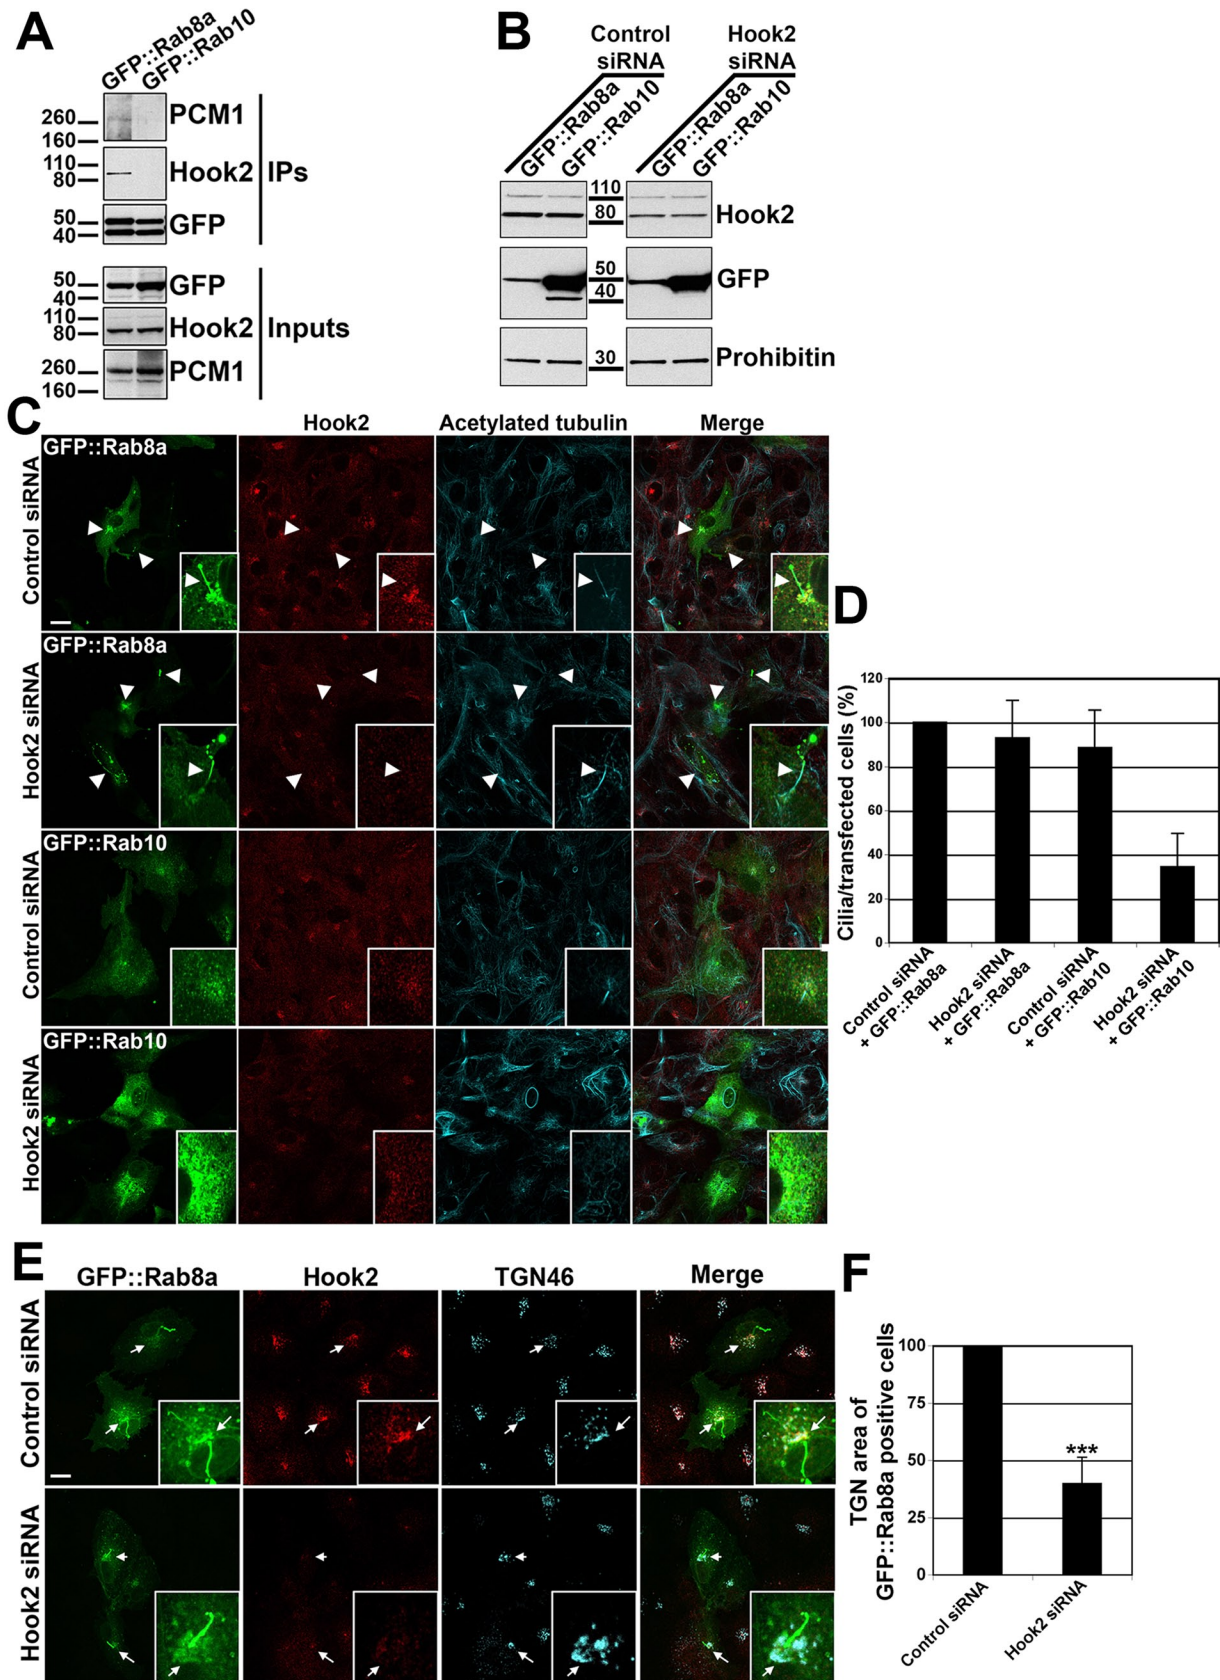 A
GFP::Rab8a
GFP::Rab10
260
160
PCM1
110
80
Hook2
IPs
50
40
GFP
50
40
GFP
110
80
Hook2
Inputs
260
160
PCM1
B
Control
siRNA
Hook2
siRNA
GFP::Rab8a
GFP::Rab10
GFP::Rab8a
GFP::Rab10
110
80
Hook2
50
40
GFP
30
Prohibitin
C
Hook2
Acetylated tubulin
Merge
Control siRNA
GFP::Rab8a
Hook2 siRNA
GFP::Rab8a
Control siRNA
GFP::Rab10
Hook2 siRNA
GFP::Rab10
D
Cilia/transfected cells (%)
120
100
80
60
40
20
0
Control siRNA
+ GFP::Rab8a
Hook2 siRNA
+ GFP::Rab8a
Control siRNA
+ GFP::Rab10
Hook2 siRNA
+ GFP::Rab10
E
GFP::Rab8a
Hook2
TGN46
Merge
Control siRNA
Hook2 siRNA
F
TGN area of
GFP::Rab8a positive cells
100
75
50
25
0
***
Control siRNA
Hook2 siRNA